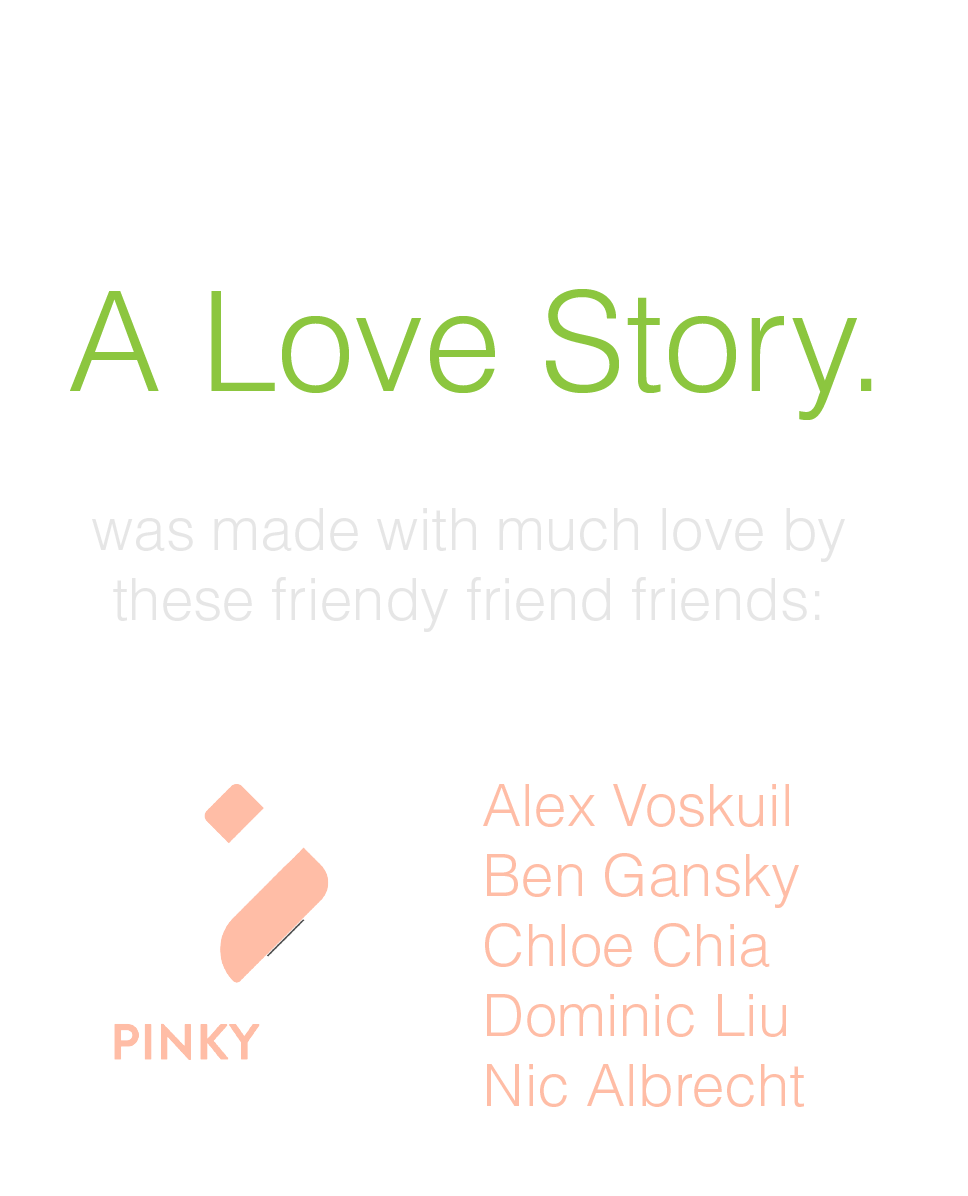 A Love Story.
was made with much love by
these friendy friend friends:
Alex Voskuil
Ben Gansky
Chloe Chia
Dominic Liu
Nic Albrecht
PINKY